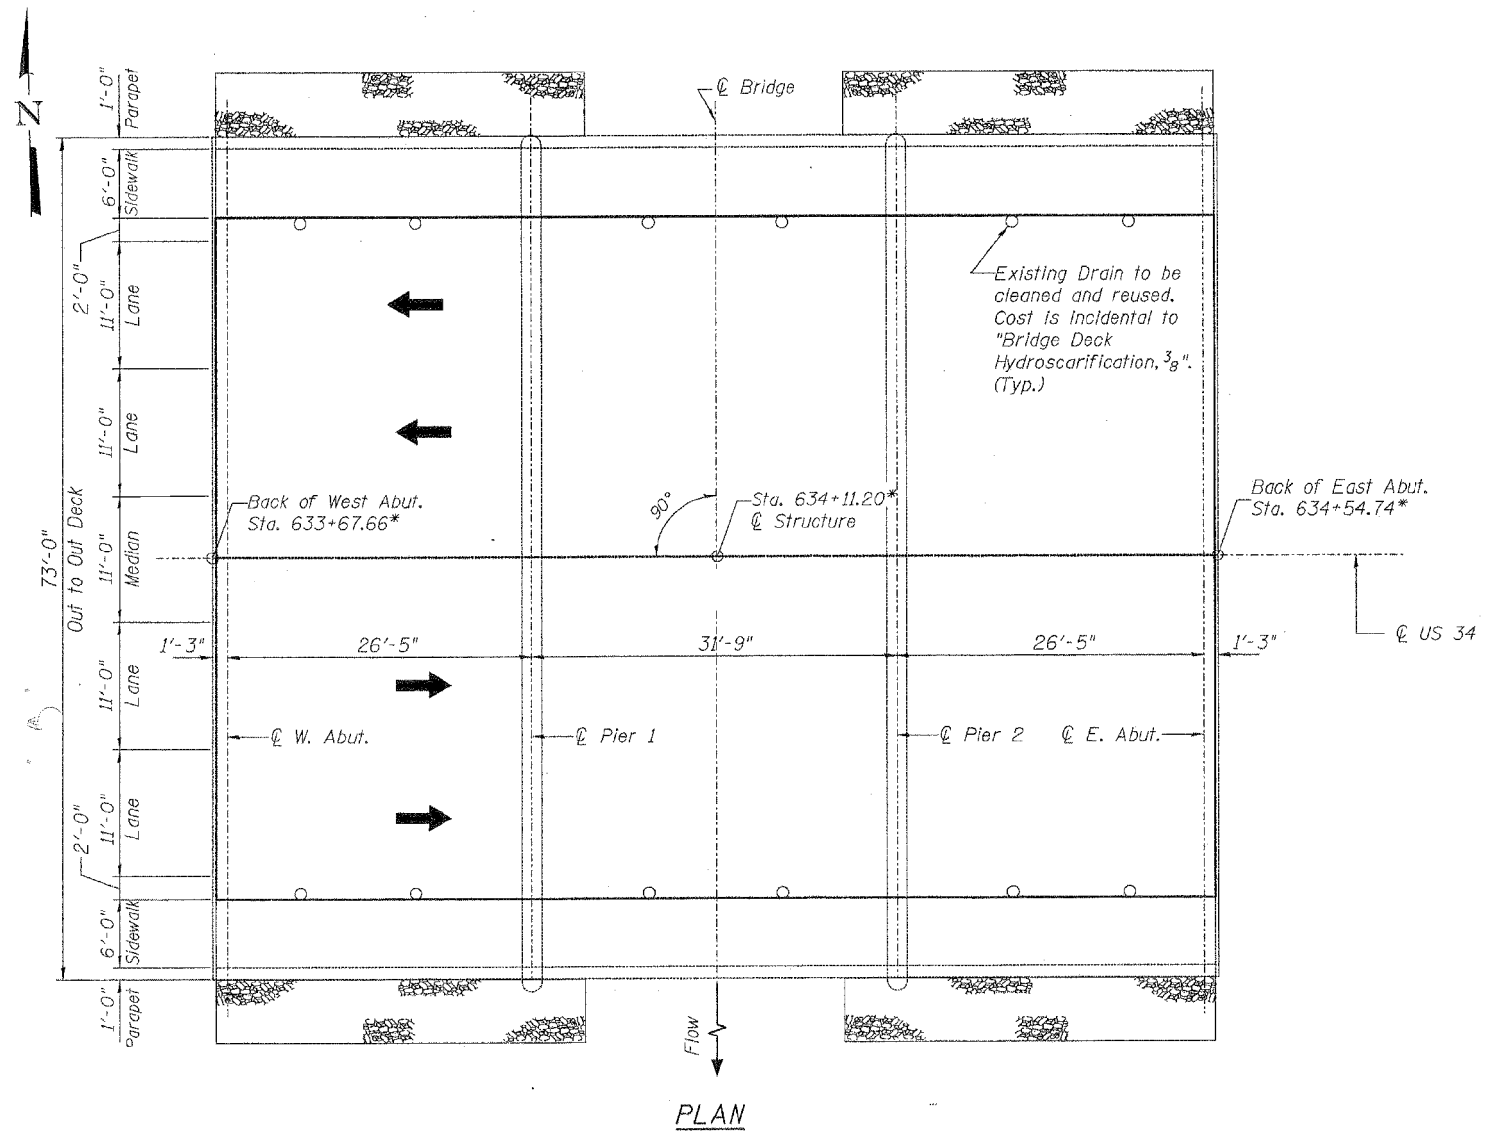 N
1'-0"
Parapet
6'-0"
Sidewalk
2'-0"
11'-0"
Lane
11'-0"
Lane
11'-0"
Median
11'-0"
Lane
11'-0"
Lane
2'-0"
6'-0"
Sidewalk
1'-0"
Parapet
73'-0"
Out to Out Deck
℄ Bridge
Existing Drain to be
cleaned and reused.
Cost is incidental to
"Bridge Deck
Hydroscarification, 3/8".
(Typ.)
Back of West Abut.
Sta. 633+67.66*
90°
Sta. 634+11.20*
℄ Structure
Back of East Abut.
Sta. 634+54.74*
℄ US 34
1'-3"
26'-5"
31'-9"
26'-5"
1'-3"
℄ W. Abut.
℄ Pier 1
℄ Pier 2
℄ E. Abut.
Flow
PLAN